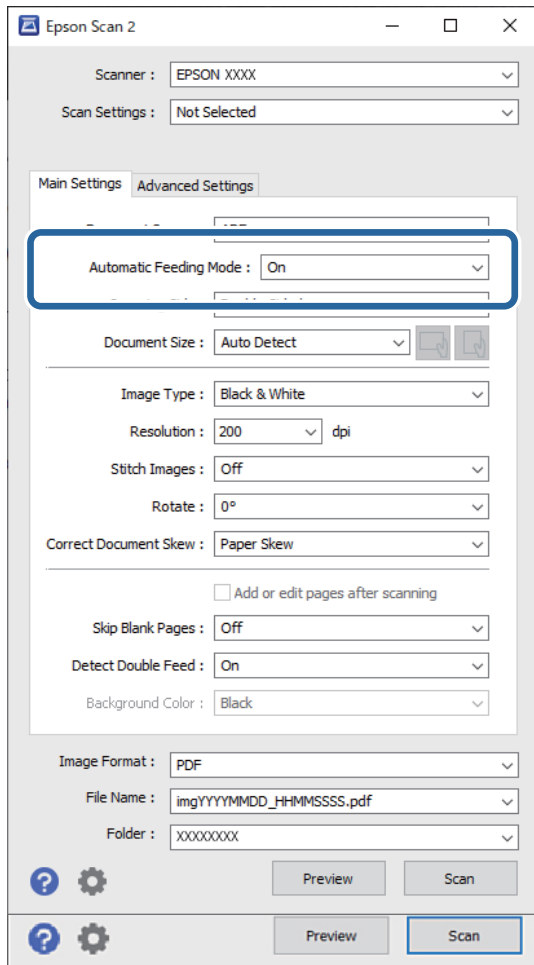 Epson Scan 2
Scanner : EPSON XXXX
Scan Settings : Not Selected
Main Settings Advanced Settings
Automatic Feeding Mode : On
Document Size : Auto Detect
Image Type : Black & White
Resolution : 200 dpi
Stitch Images : Off
Rotate : 0°
Correct Document Skew : Paper Skew
Add or edit pages after scanning
Skip Blank Pages : Off
Detect Double Feed : On
Background Color : Black
Image Format : PDF
File Name : imgYYYYMMDD_HHMMSSSS.pdf
Folder : XXXXXXXX
? Preview Scan
? Preview Scan